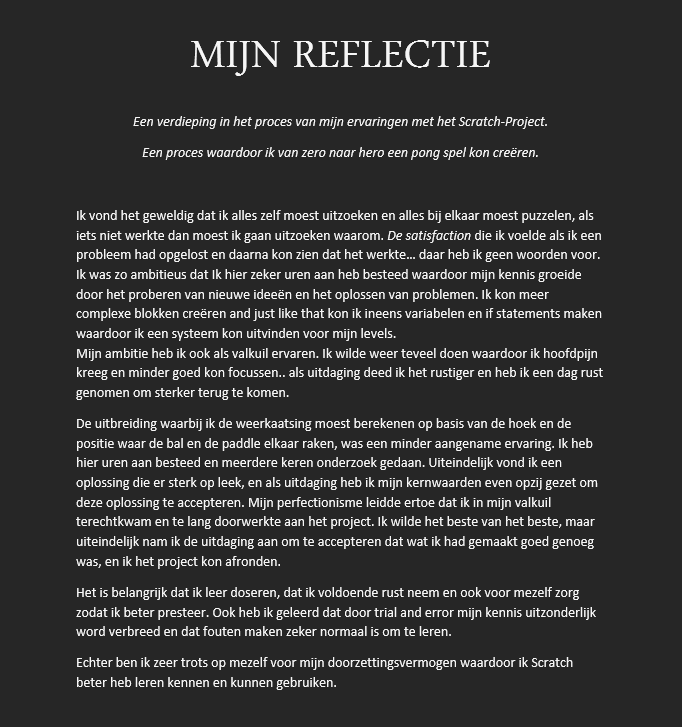 MIJN REFLECTIE
Een verdieping in het proces van mijn ervaringen met het Scratch-Project.
Een proces waardoor ik van zero naar hero een pong spel kon creëren.
Ik vond het geweldig dat ik alles zelf moest uitzoeken en alles bij elkaar moest puzzelen, als
iets niet werkte dan moest ik gaan uitzoeken waarom. De satisfaction die ik voelde als ik een
probleem had opgelost en daarna kon zien dat het werkte… daar heb ik geen woorden voor.
Ik was zo ambitieus dat Ik hier zeker uren aan heb besteed waardoor mijn kennis groeide
door het proberen van nieuwe ideeën en het oplossen van problemen. Ik kon meer
complexe blokken creëren and just like that kon ik ineens variabelen en if statements maken
waardoor ik een systeem kon uitvinden voor mijn levels.
Mijn ambitie heb ik ook als valkuil ervaren. Ik wilde weer teveel doen waardoor ik hoofdpijn
kreeg en minder goed kon focussen.. als uitdaging deed ik het rustiger en heb ik een dag rust
genomen om sterker terug te komen.
De uitbreiding waarbij ik de weerkaatsing moest berekenen op basis van de hoek en de
positie waar de bal en de paddle elkaar raken, was een minder aangename ervaring. Ik heb
hier uren aan besteed en meerdere keren onderzoek gedaan. Uiteindelijk vond ik een
oplossing die er sterk op leek, en als uitdaging heb ik mijn kernwaarden even opzij gezet om
deze oplossing te accepteren. Mijn perfectionisme leidde ertoe dat ik in mijn valkuil
terechtkwam en te lang doorwerkte aan het project. Ik wilde het beste van het beste, maar
uiteindelijk nam ik de uitdaging aan om te accepteren dat wat ik had gemaakt goed genoeg
was, en ik het project kon afronden.
Het is belangrijk dat ik leer doseren, dat ik voldoende rust neem en ook voor mezelf zorg
zodat ik beter presteer. Ook heb ik geleerd dat door trial and error mijn kennis uitzonderlijk
word verbreed en dat fouten maken zeker normaal is om te leren.
Echter ben ik zeer trots op mezelf voor mijn doorzettingsvermogen waardoor ik Scratch
beter heb leren kennen en kunnen gebruiken.